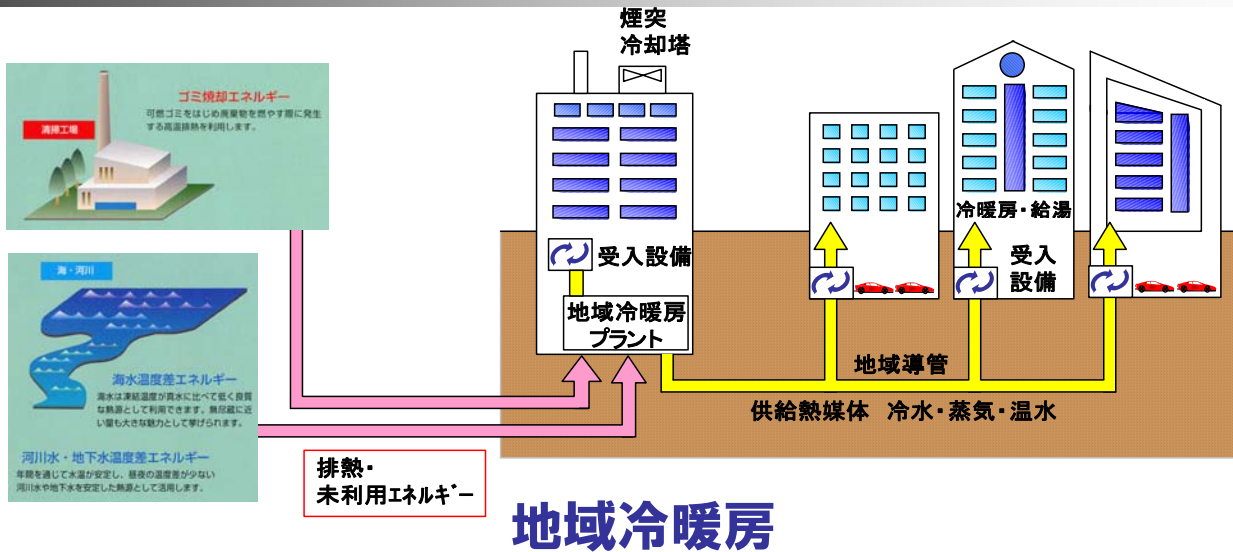 煙突
冷却塔
ゴミ焼却エネルギー
可燃ゴミをはじめ廃棄物を燃やす際に発生
する高温排熱を利用します。
清掃工場
海・河川
海水温度差エネルギー
海水は凍結温度が真水に比べて低く良質
な熱源として利用できます。無尽蔵に近
い量も大きな魅力として挙げられます。
河川水・地下水温度差エネルギー
年間を通じて水温が安定し、昼夜の温度差が少ない
河川水や地下水を安定した熱源として活用します。
受入設備
地域冷暖房
プラント
冷暖房・給湯
受入
設備
地域導管
供給熱媒体 冷水・蒸気・温水
排熱・
未利用ｴﾈﾙｷﾞｰ
地域冷暖房